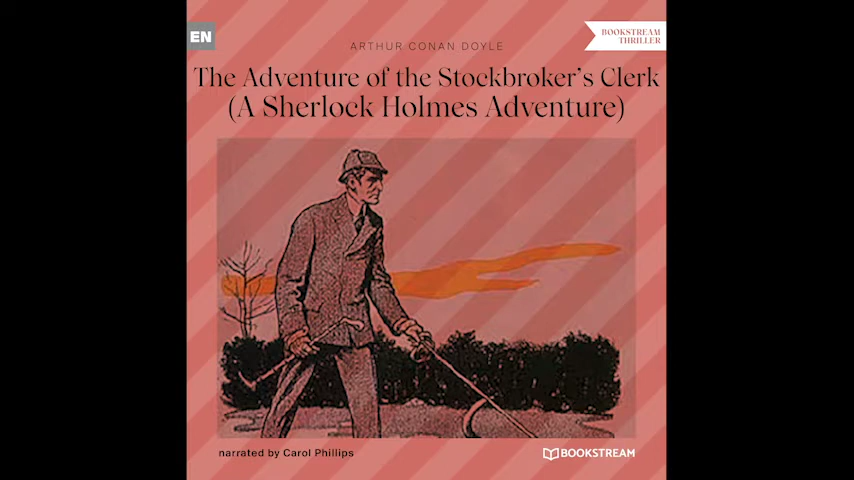 EN
BOOKSTREAM
THRILLER
ARTHUR CONAN DOYLE
The Adventure of the Stockbroker's Clerk
(A Sherlock Holmes Adventure)
narrated by Carol Phillips
BOOKSTREAM